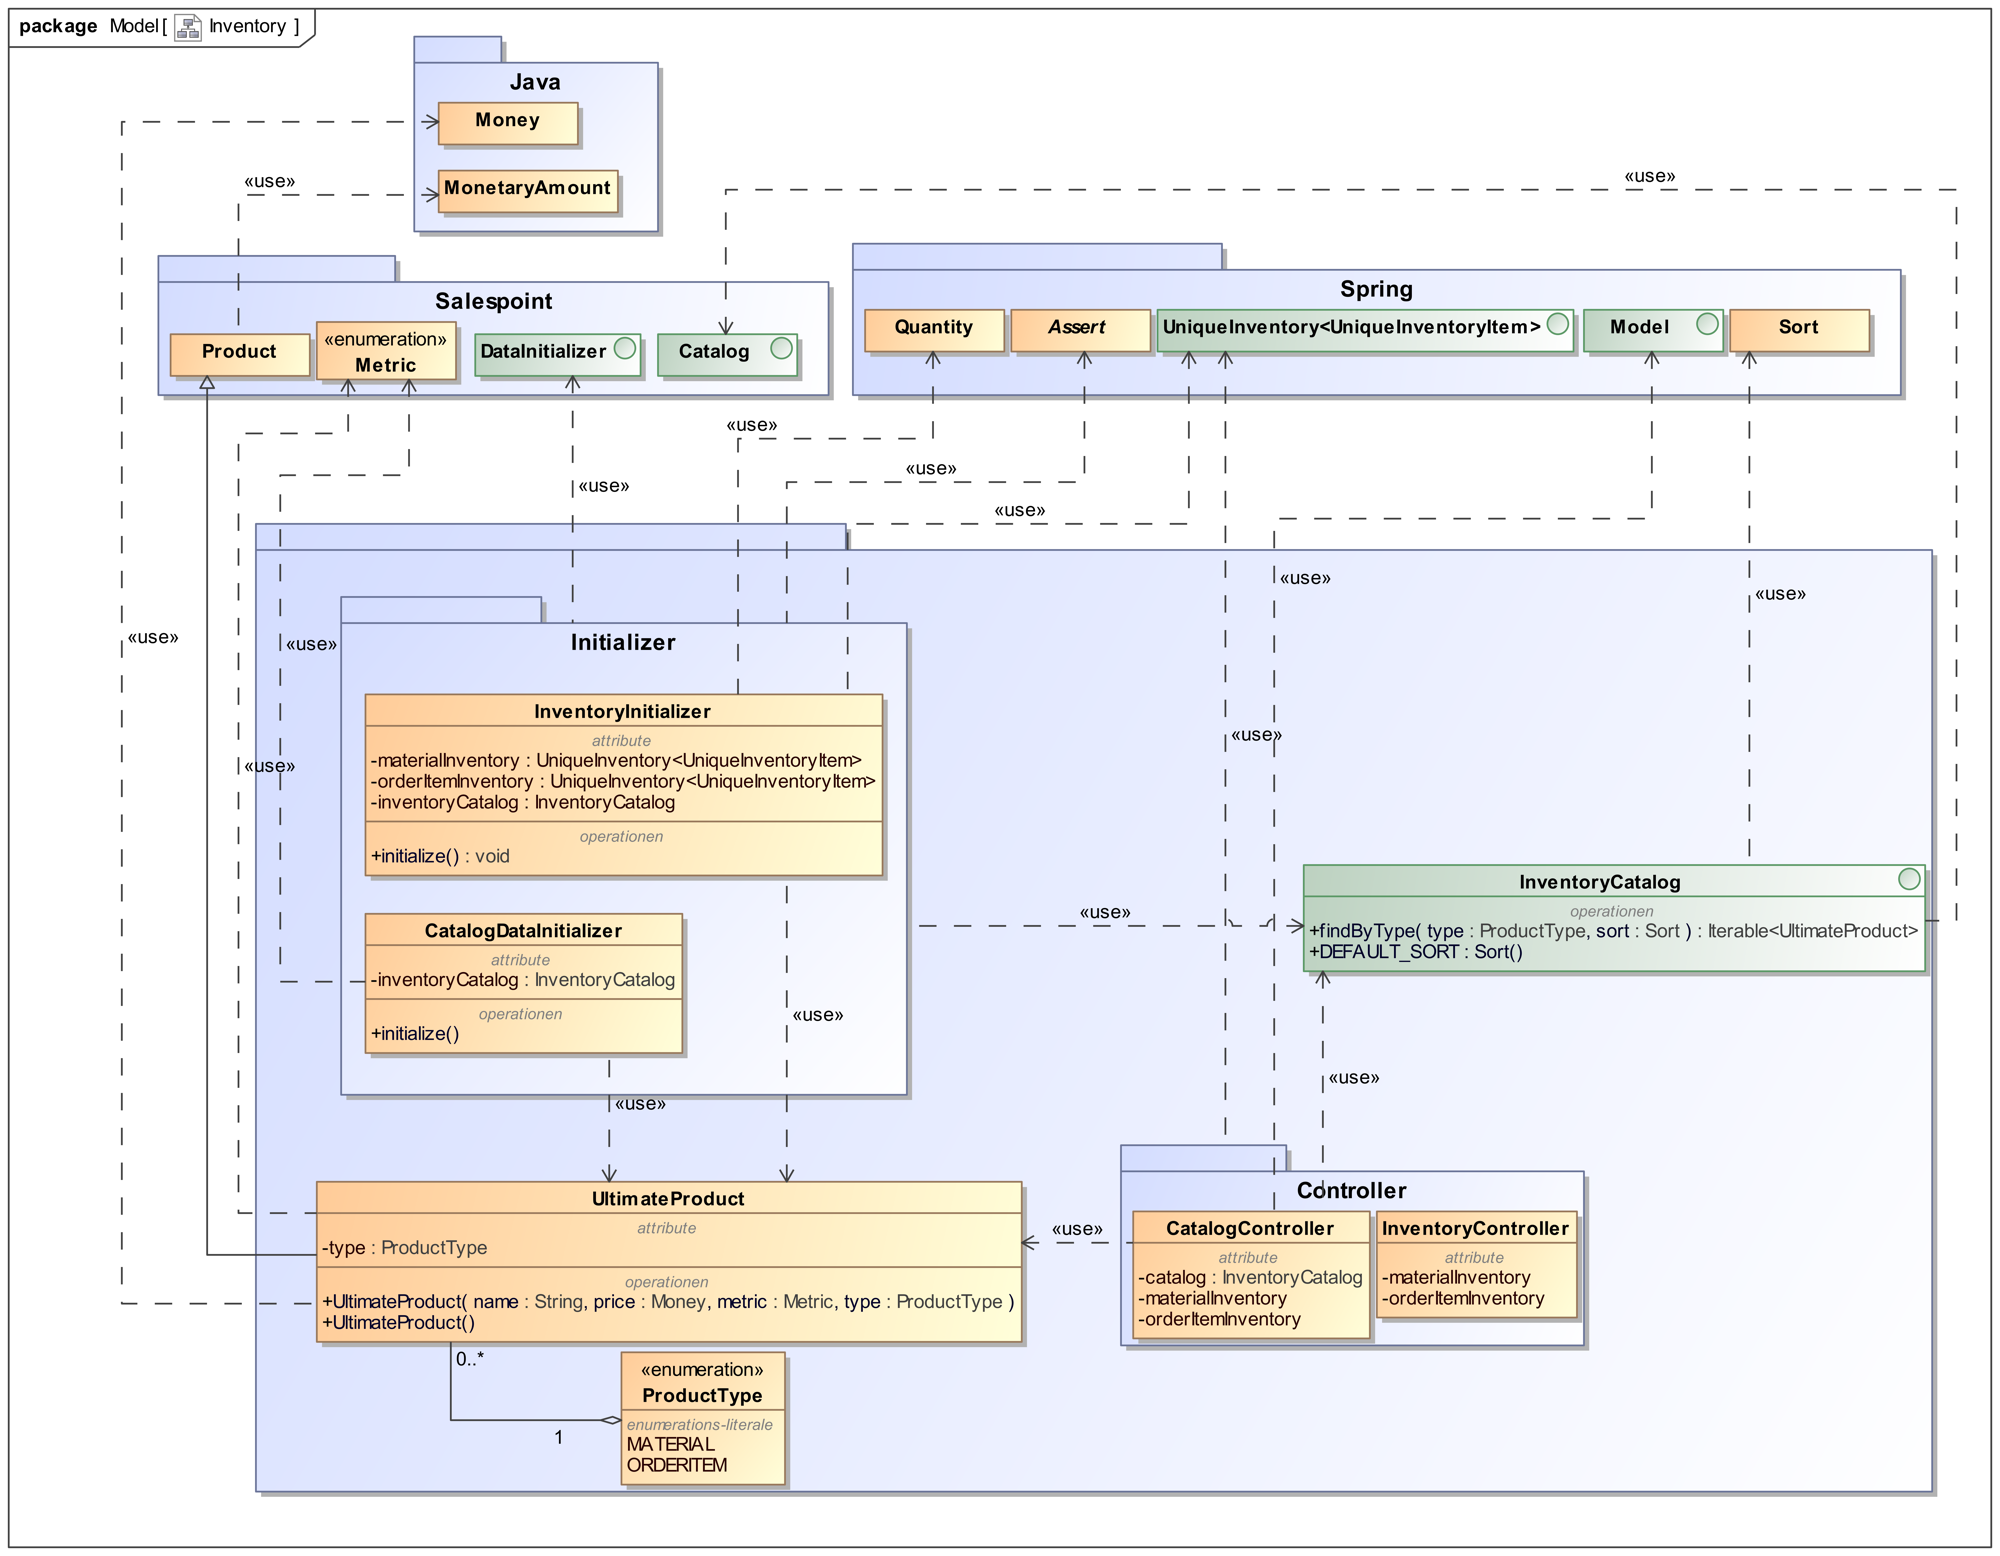 package Model[ Inventory ]
Java
Money
MonetaryAmount
«use»
«use»
Salespoint
Product
«enumeration»
Metric
DataInitializer
Catalog
Spring
Quantity
Assert
UniqueInventory<UniqueInventoryItem>
Model
Sort
«use»
«use»
«use»
«use»
«use»
«use»
«use»
«use»
Initializer
InventoryInitializer
attribute
-materialInventory : UniqueInventory<UniqueInventoryItem>
-orderItemInventory : UniqueInventory<UniqueInventoryItem>
-inventoryCatalog : InventoryCatalog
operationen
+initialize() : void
«use»
«use»
InventoryCatalog
operationen
+findByType( type : ProductType, sort : Sort ) : Iterable<UltimateProduct>
+DEFAULT_SORT : Sort()
«use»
CatalogDataInitializer
attribute
-inventoryCatalog : InventoryCatalog
operationen
+initialize()
«use»
«use»
«use»
UltimateProduct
attribute
-type : ProductType
operationen
+UltimateProduct( name : String, price : Money, metric : Metric, type : ProductType )
+UltimateProduct()
«use»
Controller
CatalogController
attribute
-catalog : InventoryCatalog
-materialInventory
-orderItemInventory
InventoryController
attribute
-materialInventory
-orderItemInventory
0..*
1
«enumeration»
ProductType
enumerations-literale
MATERIAL
ORDERITEM